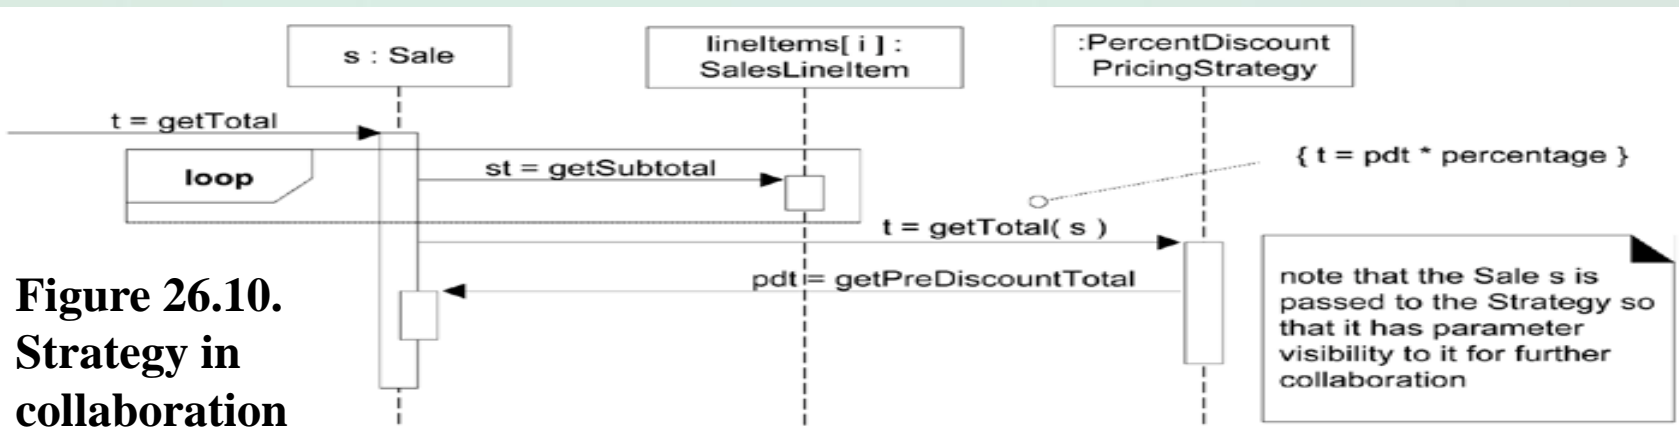 s : Sale
lineItems[ i ] :
SalesLineItem
:PercentDiscount
PricingStrategy
t = getTotal
loop
st = getSubtotal
{ t = pdt * percentage }
t = getTotal( s )
pdt = getPreDiscountTotal
note that the Sale s is
passed to the Strategy so
that it has parameter
visibility to it for further
collaboration
Figure 26.10.
Strategy in
collaboration